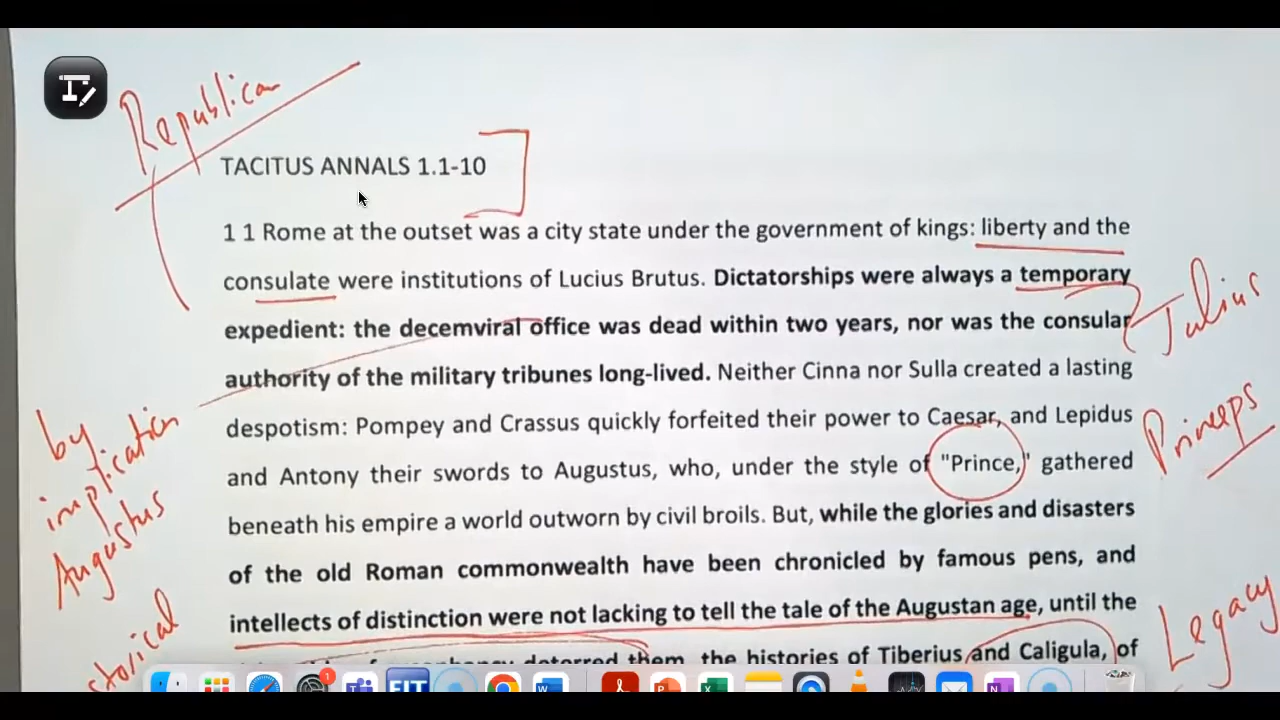 Republican
TACITUS ANNALS 1.1-10
1 1 Rome at the outset was a city state under the government of kings: liberty and the
consulate were institutions of Lucius Brutus. Dictatorships were always a temporary
expedient: the decemviral office was dead within two years, nor was the consular
Julius
authority of the military tribunes long-lived. Neither Cinna nor Sulla created a lasting
despotism: Pompey and Crassus quickly forfeited their power to Caesar, and Lepidus
Princeps
and Antony their swords to Augustus, who, under the style of "Prince," gathered
by
implication
Augustus
beneath his empire a world outworn by civil broils. But, while the glories and disasters
of the old Roman commonwealth have been chronicled by famous pens, and
intellects of distinction were not lacking to tell the tale of the Augustan age, until the
Legacy
deterred them, the histories of Tiberius and Caligula, of
1
EIT